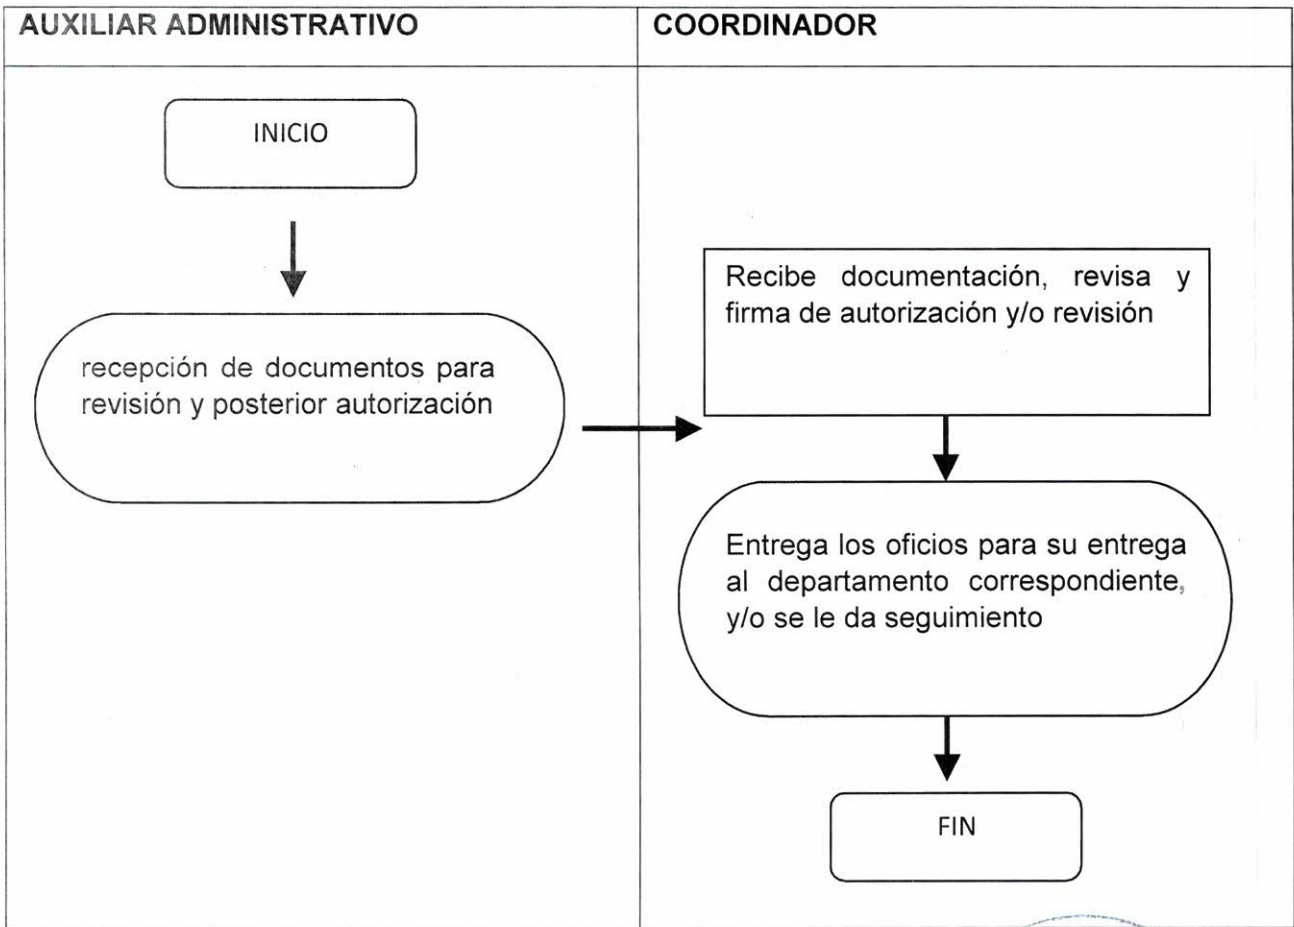 AUXILIAR ADMINISTRATIVO
COORDINADOR
INICIO
recepción de documentos para
revisión y posterior autorización
Recibe documentación, revisa y
firma de autorización y/o revisión
Entrega los oficios para su entrega
al departamento correspondiente,
y/o se le da seguimiento
FIN